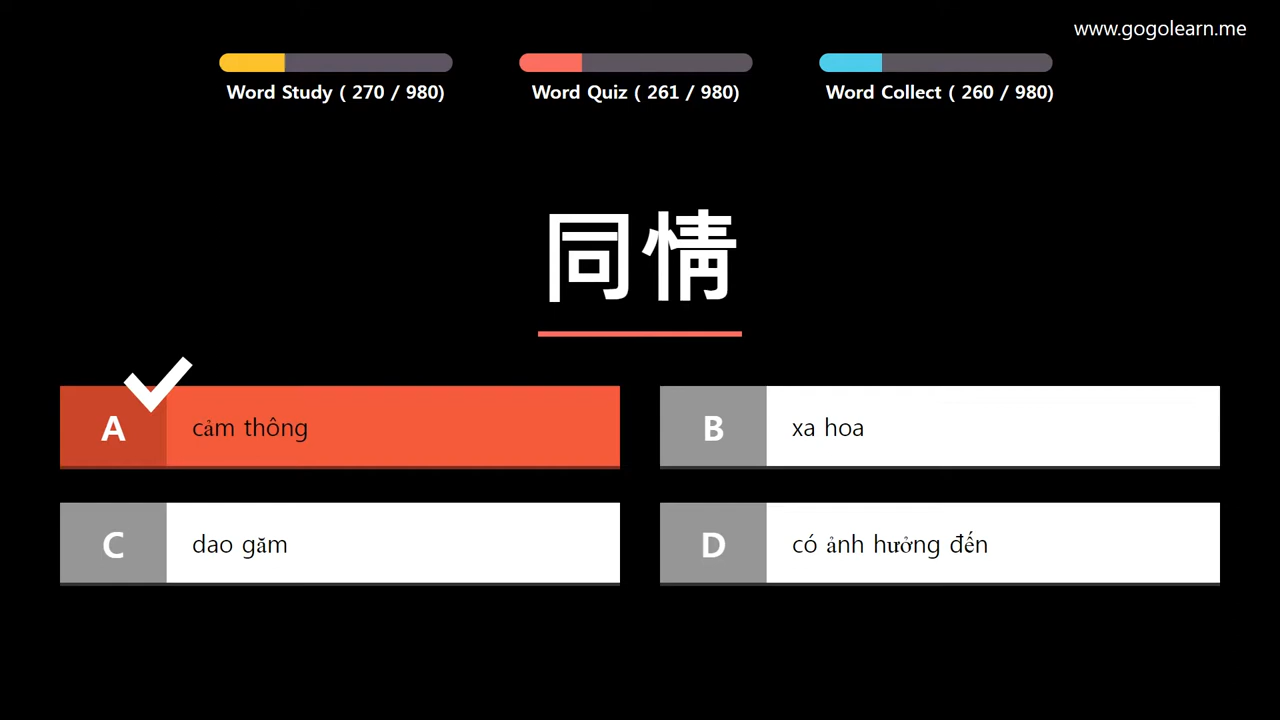 www.gogolearn.me
Word Study ( 270 / 980)
Word Quiz ( 261 / 980)
Word Collect ( 260 / 980)
同情
A cảm thông
B xa hoa
C dao găm
D có ảnh hưởng đến